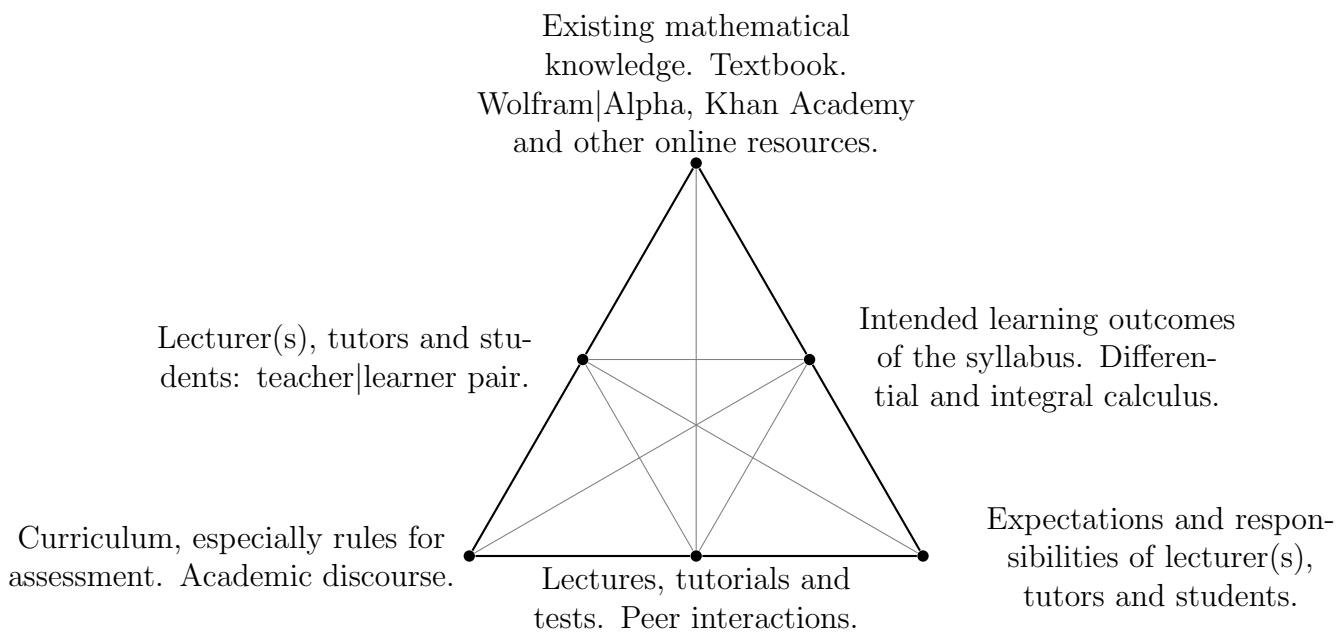 Existing mathematical
knowledge. Textbook.
Wolfram|Alpha, Khan Academy
and other online resources.
Lecturer(s), tutors and stu-
dents: teacher|learner pair.
Intended learning outcomes
of the syllabus. Differen-
tial and integral calculus.
Curriculum, especially rules for
assessment. Academic discourse.
Lectures, tutorials and
tests. Peer interactions.
Expectations and respon-
sibilities of lecturer(s),
tutors and students.